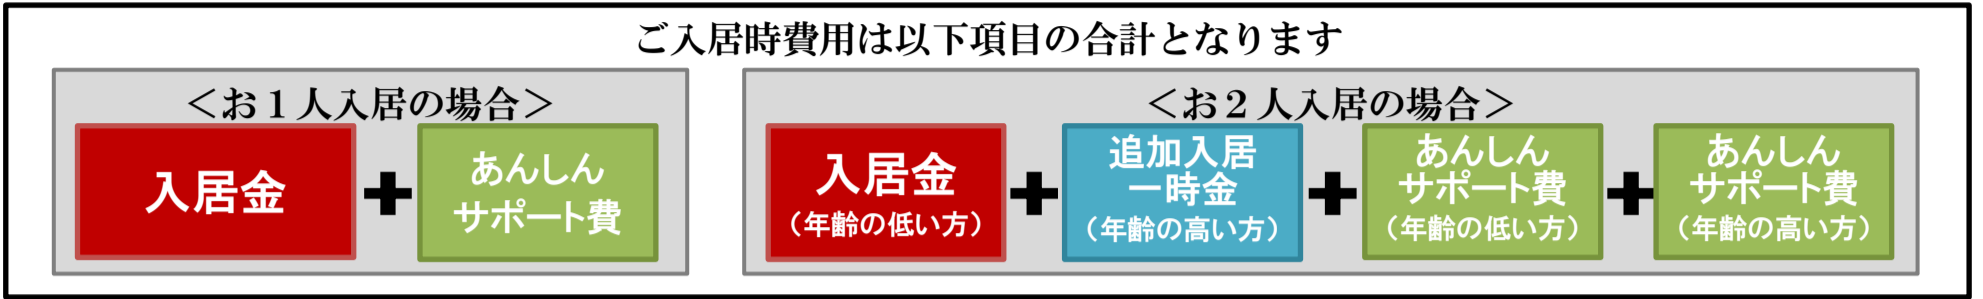 ご入居時費用は以下項目の合計となります
＜お１人入居の場合＞
入居金
＋
あんしん
サポート費
＜お２人入居の場合＞
入居金
（年齢の低い方）
＋
追加入居
一時金
（年齢の高い方）
＋
あんしん
サポート費
（年齢の低い方）
＋
あんしん
サポート費
（年齢の高い方）